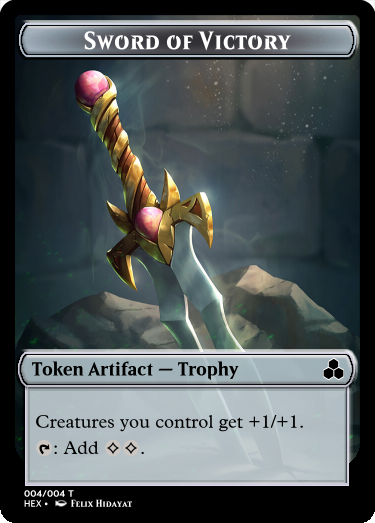 Sword of Victory
Token Artifact — Trophy
Creatures you control get +1/+1.
: Add .
004/004 T
HEX • Felix Hidayat